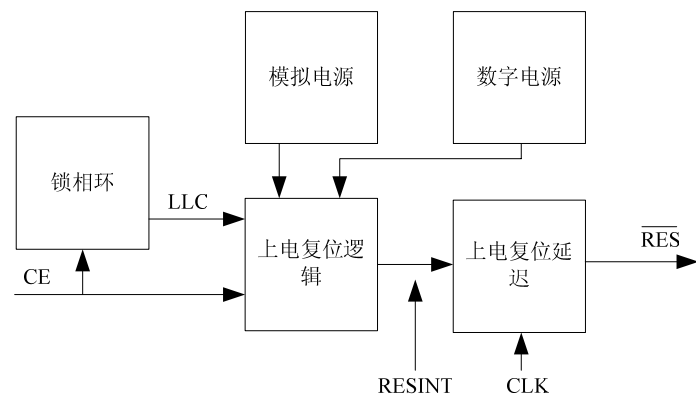 模拟电源
数字电源
锁相环
LLC
上电复位逻
辑
上电复位延
迟
RES
CE
RESINT
CLK